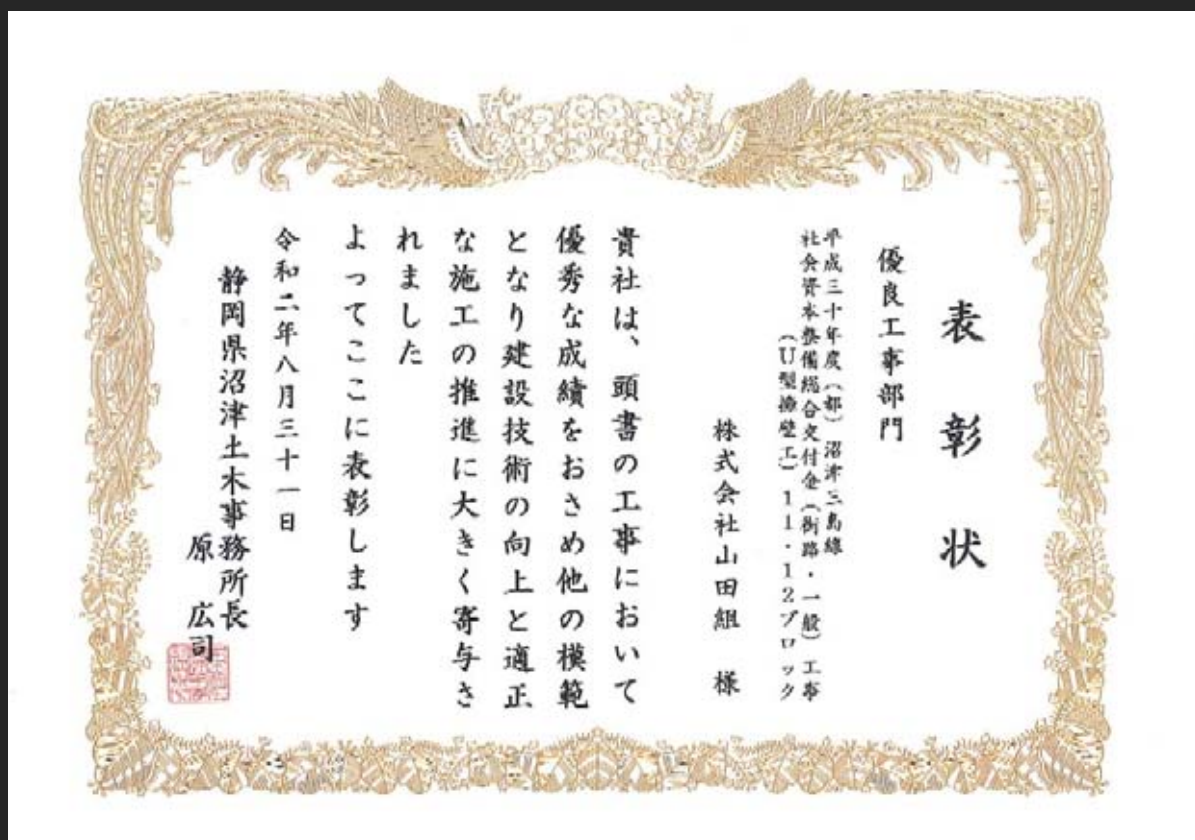 表彰状
優良工事部門
平成三十年度(都)沼津三島線
社会資本整備総合交付金(街路・一般)工事
(U型擁壁工)11・12ブロック
株式会社山田組 様
貴社は、頭書の工事において
優秀な成績をおさめ他の模範
となり建設技術の向上と適正
な施工の推進に大きく寄与さ
れました
よってここに表彰します
令和二年八月三十一日
静岡県沼津土木事務所長
原 広司